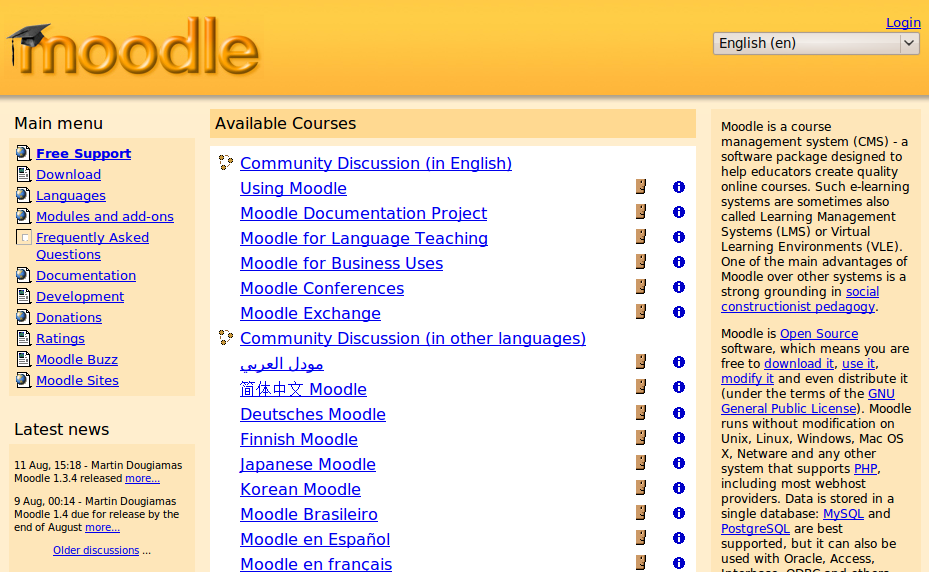 moodle
Login
English (en)
Main menu
Free Support
Download
Languages
Modules and add-ons
Frequently Asked
Questions
Documentation
Development
Donations
Ratings
Moodle Buzz
Moodle Sites
Latest news
11 Aug, 15:18 - Martin Dougiamas
Moodle 1.3.4 released more...
9 Aug, 00:14 - Martin Dougiamas
Moodle 1.4 due for release by the
end of August more...
Older discussions ...
Available Courses
Community Discussion (in English)
Using Moodle
Moodle Documentation Project
Moodle for Language Teaching
Moodle for Business Uses
Moodle Conferences
Moodle Exchange
Community Discussion (in other languages)
مودل العربي
简体中文 Moodle
Deutsches Moodle
Finnish Moodle
Japanese Moodle
Korean Moodle
Moodle Brasileiro
Moodle en Español
Moodle en français
Moodle is a course
management system (CMS) - a
software package designed to
help educators create quality
online courses. Such e-learning
systems are sometimes also
called Learning Management
Systems (LMS) or Virtual
Learning Environments (VLE).
One of the main advantages of
Moodle over other systems is a
strong grounding in social
constructionist pedagogy.
Moodle is Open Source
software, which means you are
free to download it, use it,
modify it and even distribute it
(under the terms of the GNU
General Public License). Moodle
runs without modification on
Unix, Linux, Windows, Mac OS
X, Netware and any other
system that supports PHP,
including most webhost
providers. Data is stored in a
single database: MySQL and
PostgreSQL are best
supported, but it can also be
used with Oracle, Access,
Interbase, ODBC and others